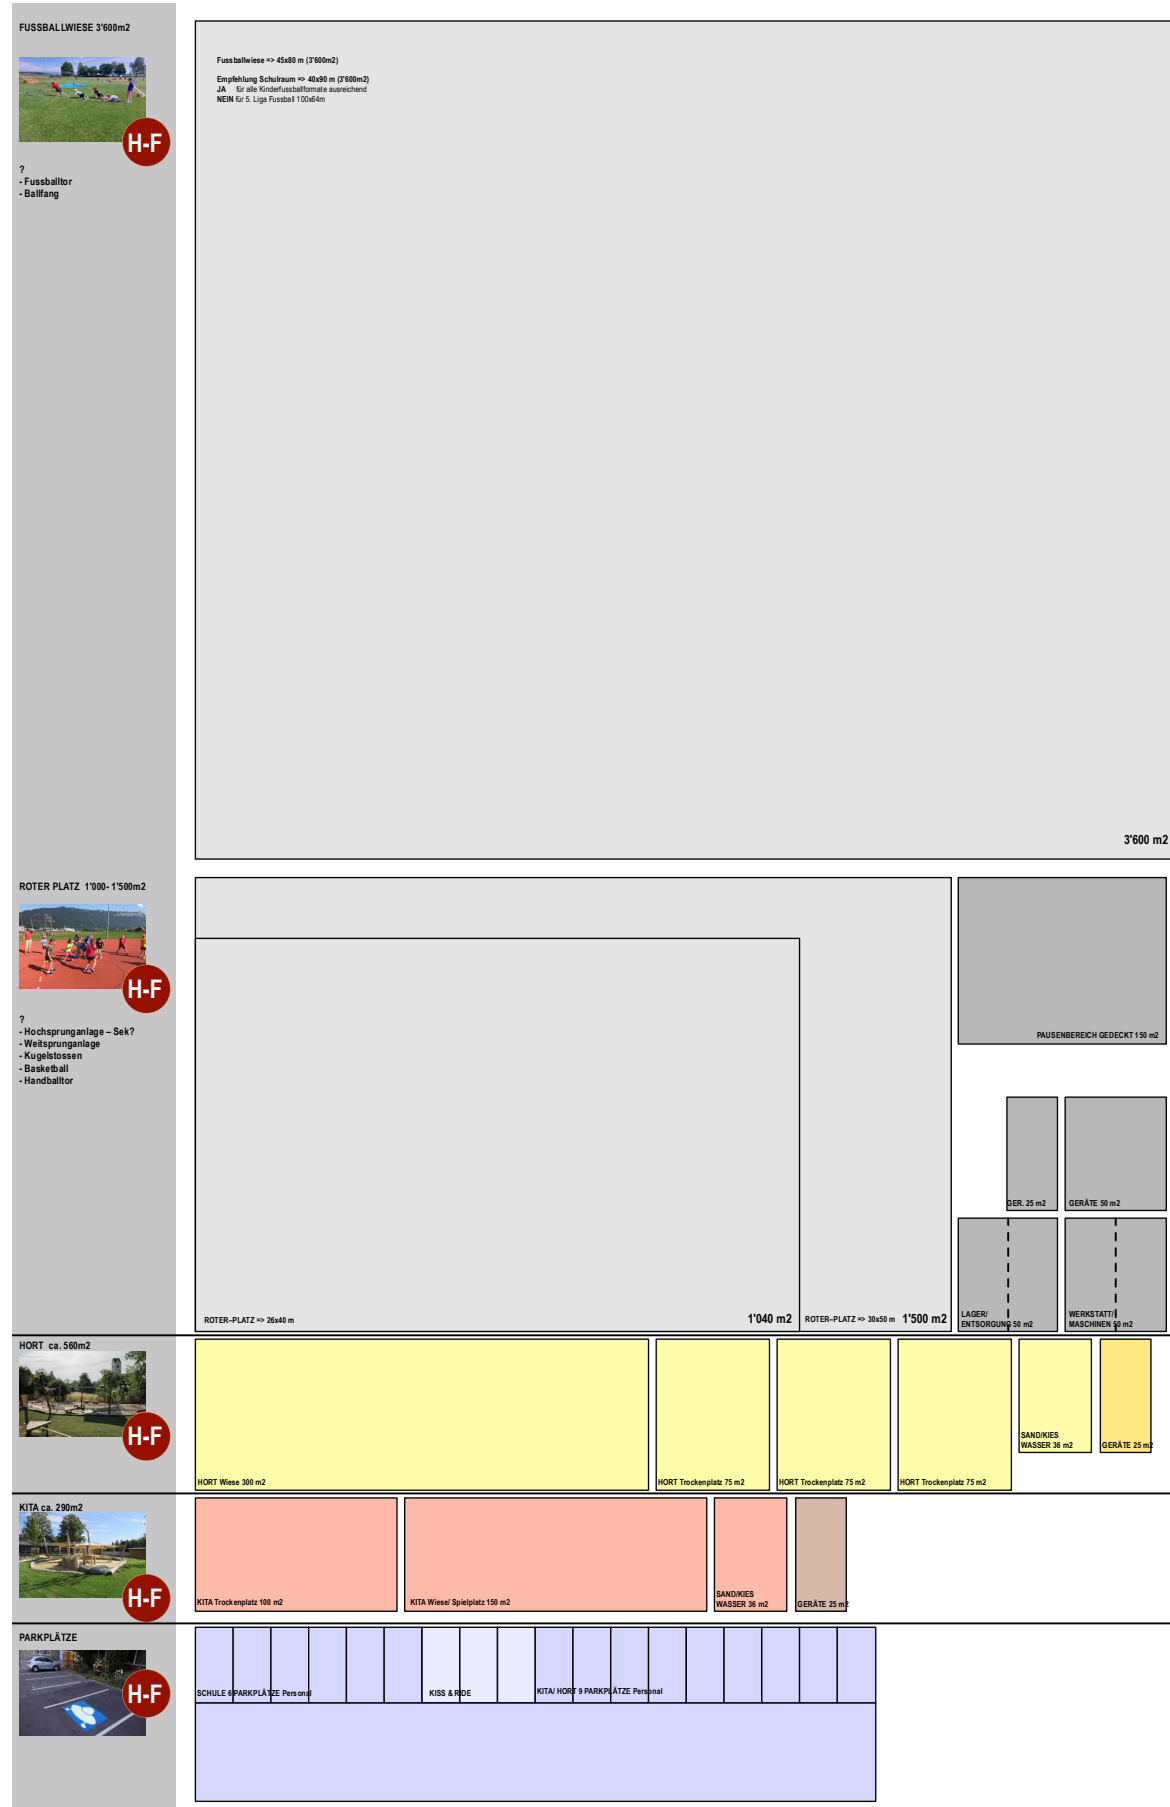 FUSSBALLWIESE 3'600m2
H-F
?
- Fussballtor
- Ballfang
Fussballwiese => 45x80 m (3'600m2)
Empfehlung Schulraum => 40x90 m (3'600m2)
JA für alle Kinderfussballformate ausreichend
NEIN für 5. Liga Fussball 100x64m
3'600 m2
ROTER PLATZ 1'000- 1'500m2
H-F
?
- Hochsprunganlage – Sek?
- Weitsprunganlage
- Kugelstossen
- Basketball
- Handballtor
ROTER–PLATZ => 26x40 m
1'040 m2
ROTER–PLATZ => 30x50 m
1'500 m2
PAUSENBEREICH GEDECKT 150 m2
GER. 25 m2
GERÄTE 50 m2
LAGER/
ENTSORGUNG 50 m2
WERKSTATT/
MASCHINEN 50 m2
HORT ca. 560m2
H-F
HORT Wiese 300 m2
HORT Trockenplatz 75 m2
HORT Trockenplatz 75 m2
HORT Trockenplatz 75 m2
SAND/KIES
WASSER 36 m2
GERÄTE 25 m2
KITA ca. 290m2
H-F
KITA Trockenplatz 100 m2
KITA Wiese/ Spielplatz 150 m2
SAND/KIES
WASSER 36 m2
GERÄTE 25 m2
PARKPLÄTZE
H-F
SCHULE 6 PARKPLÄTZE Personal
KISS & RIDE
KITA/ HORT 9 PARKPLÄTZE Personal